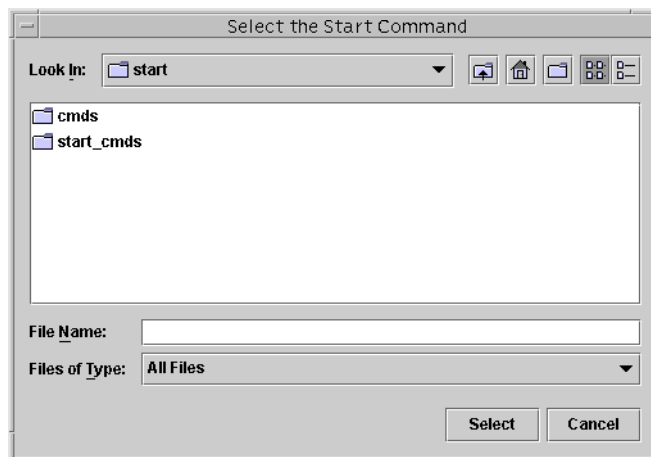 Select the Start Command
Look In: start
cmds
start_cmds
File Name:
Files of Type: All Files
Select Cancel